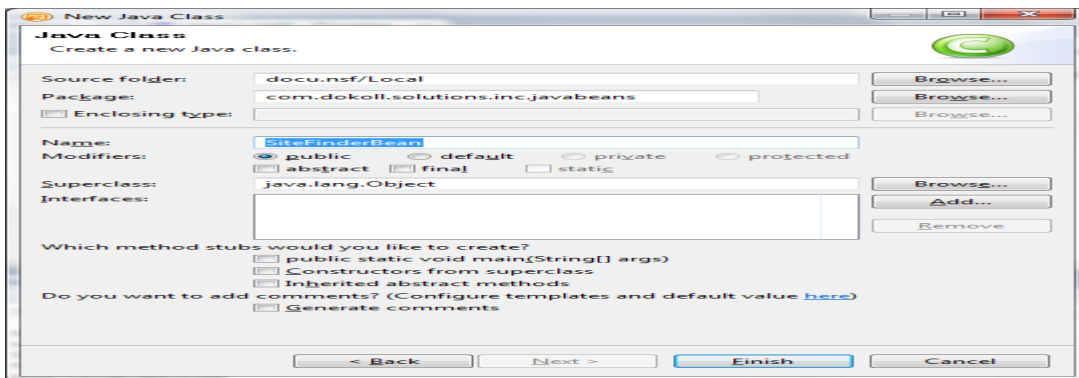 New Java Class
Java Class
Create a new Java class.
Source folder: docu.nsf/Local Browse...
Package: com.dokoll.solutions.inc.javabeans Browse...
Enclosing type: Browse...
Name: SiteFinderBean
Modifiers: public default private protected
abstract final static
Superclass: java.lang.Object Browse...
Interfaces: Add...
Remove
Which method stubs would you like to create?
public static void main(String[] args)
Constructors from superclass
Inherited abstract methods
Do you want to add comments? (Configure templates and default value here)
Generate comments
< Back Next > Finish Cancel